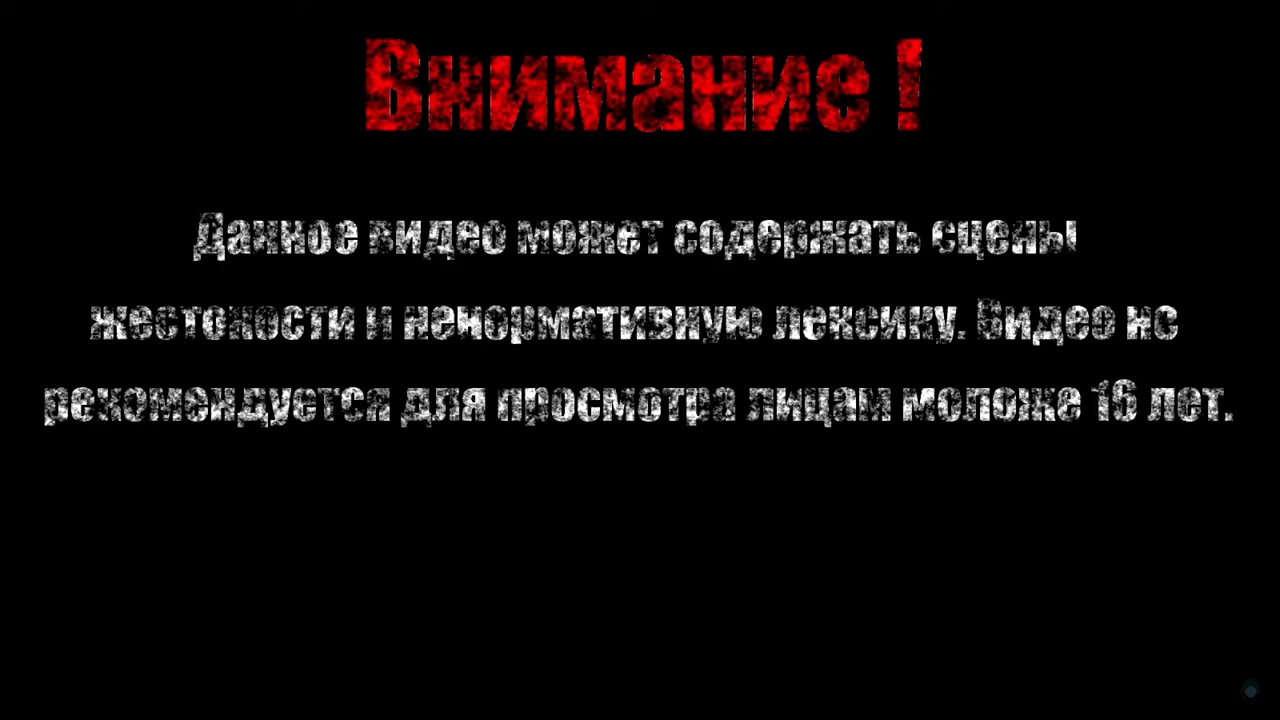 Внимание !
Данное видео может содержать сцены
жестокости и ненормативную лексику. Видео не
рекомендуется для просмотра лицам моложе 16 лет.